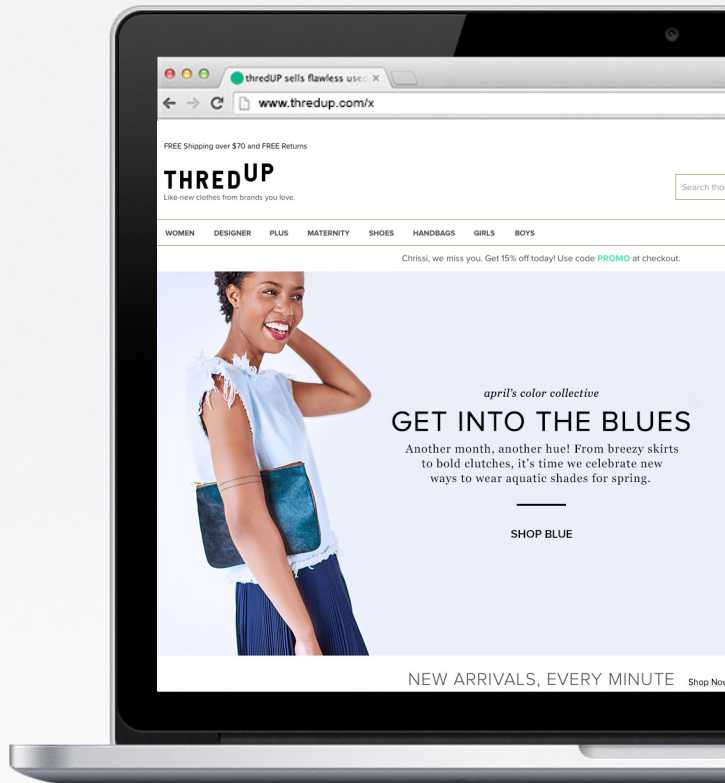 thredUP sells flawless used
www.thredup.com/x
FREE Shipping over $70 and FREE Returns
THREDUP
Like-new clothes from brands you love.
Search
WOMEN DESIGNER PLUS MATERNITY SHOES HANDBAGS GIRLS BOYS
Chrissi, we miss you. Get 15% off today! Use code PROMO at checkout.
april's color collective
GET INTO THE BLUES
Another month, another hue! From breezy skirts
to bold clutches, it's time we celebrate new
ways to wear aquatic shades for spring.
SHOP BLUE
NEW ARRIVALS, EVERY MINUTE Shop Now